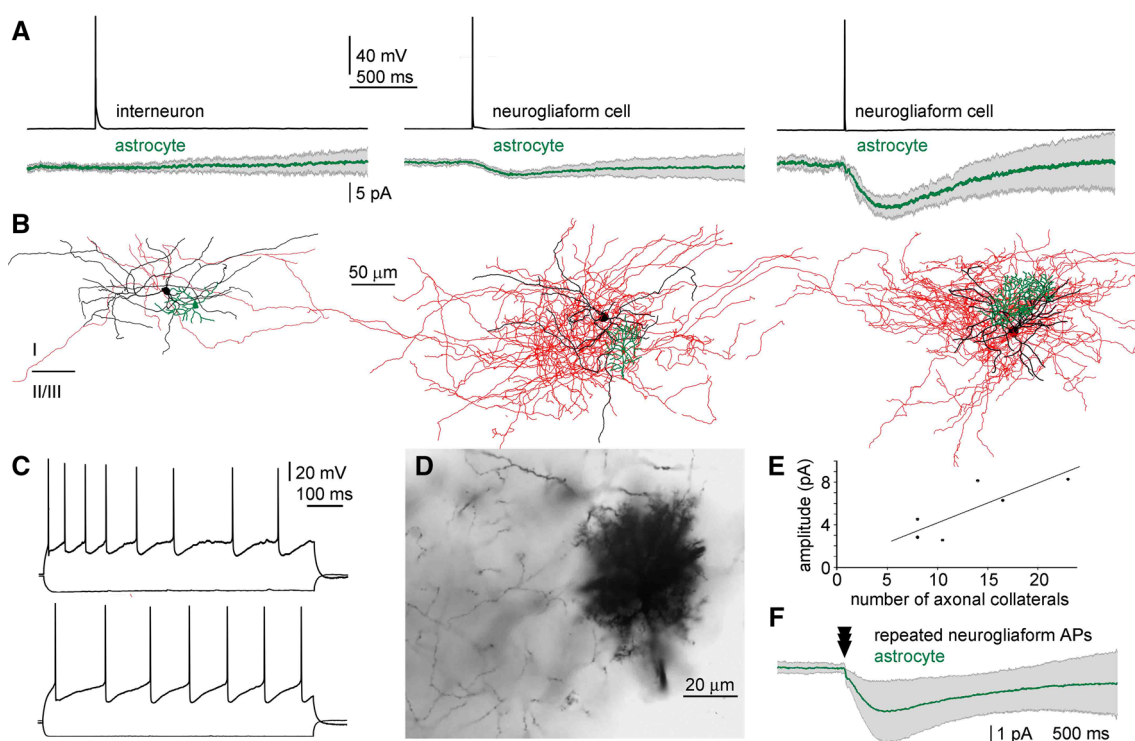 A
40 mV
500 ms
interneuron
neurogliaform cell
neurogliaform cell
astrocyte
astrocyte
astrocyte
5 pA
B
50 μm
I
II/III
C
20 mV
100 ms
D
20 μm
E
amplitude (pA)
8
4
0
0
5
10
15
20
number of axonal collaterals
F
repeated neurogliaform APs
astrocyte
1 pA 500 ms